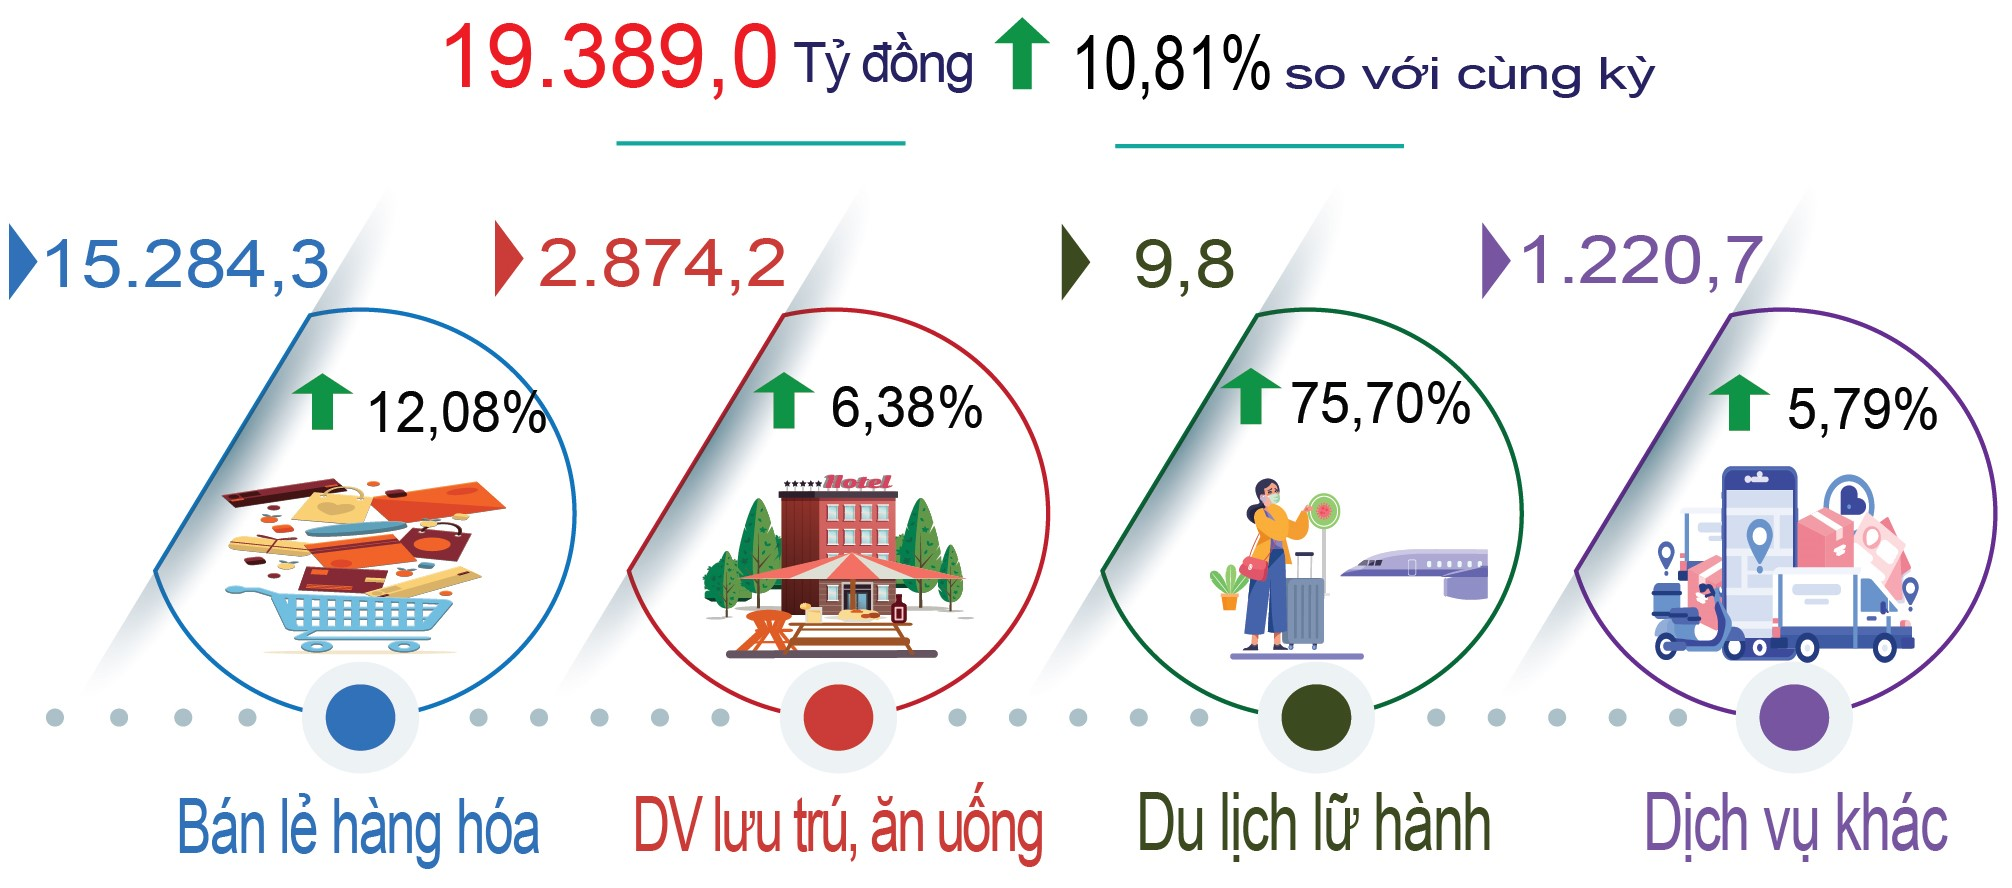 19.389,0 Tỷ đồng 10,81% so với cùng kỳ
15.284,3
2.874,2
9,8
1.220,7
12,08%
6,38%
75,70%
5,79%
Hotel
Bán lẻ hàng hóa
DV lưu trú, ăn uống
Du lịch lữ hành
Dịch vụ khác